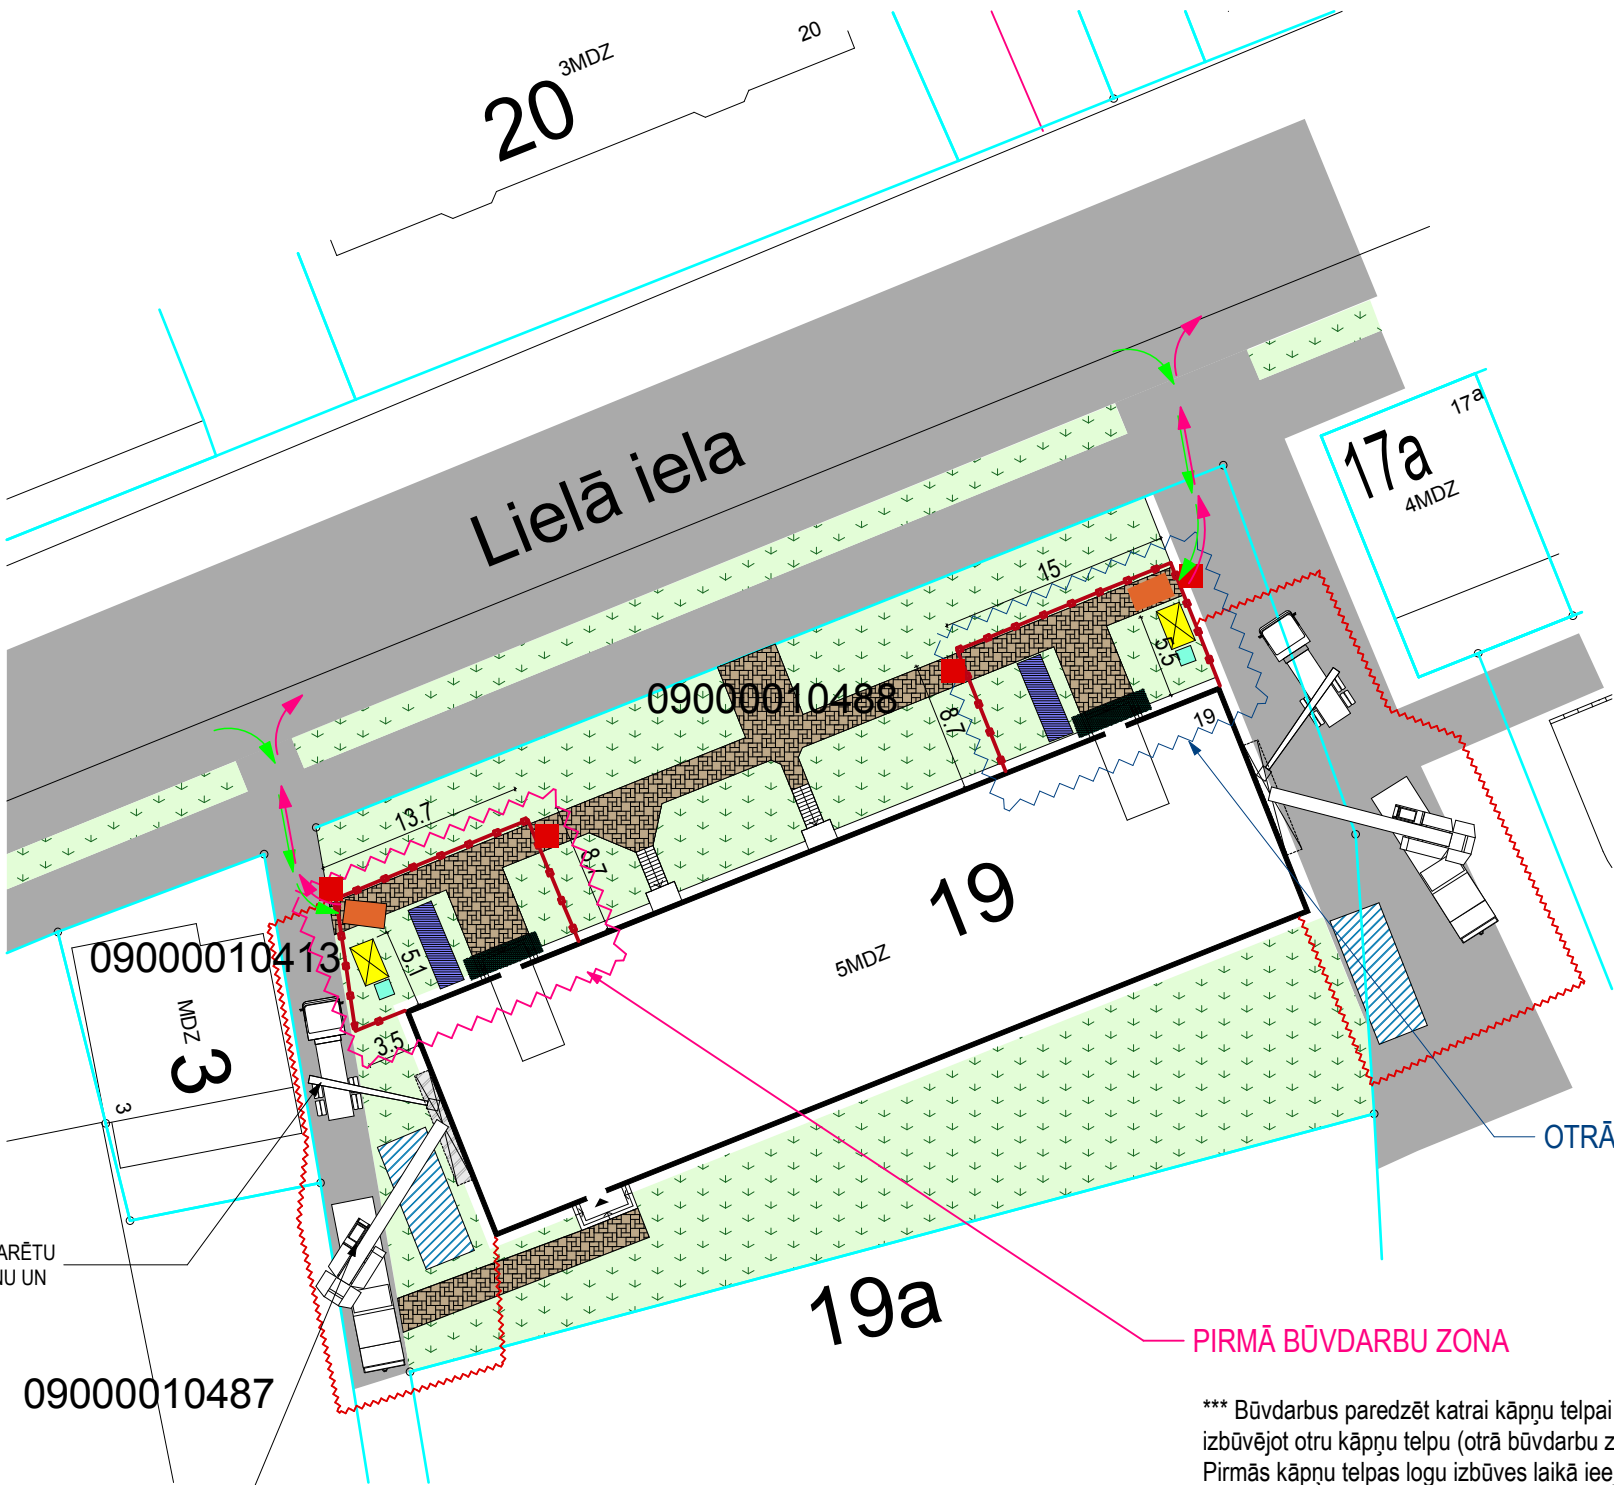 20
3MDZ
20
Lielā iela
17a
17a
4MDZ
15
5.5
09000010488
8.7
19
13.7
8.7
19
5MDZ
09000010413
5.1
3.5
MDZ
3
3
OTRĀ
ARĒTU
UN
19a
PIRMĀ BŪVDARBU ZONA
09000010487
*** Būvdarbus paredzēt katrai kāpņu telpai
izbūvējot otru kāpņu telpu (otrā būvdarbu z
Pirmās kāpņu telpas logu izbūves laikā iee